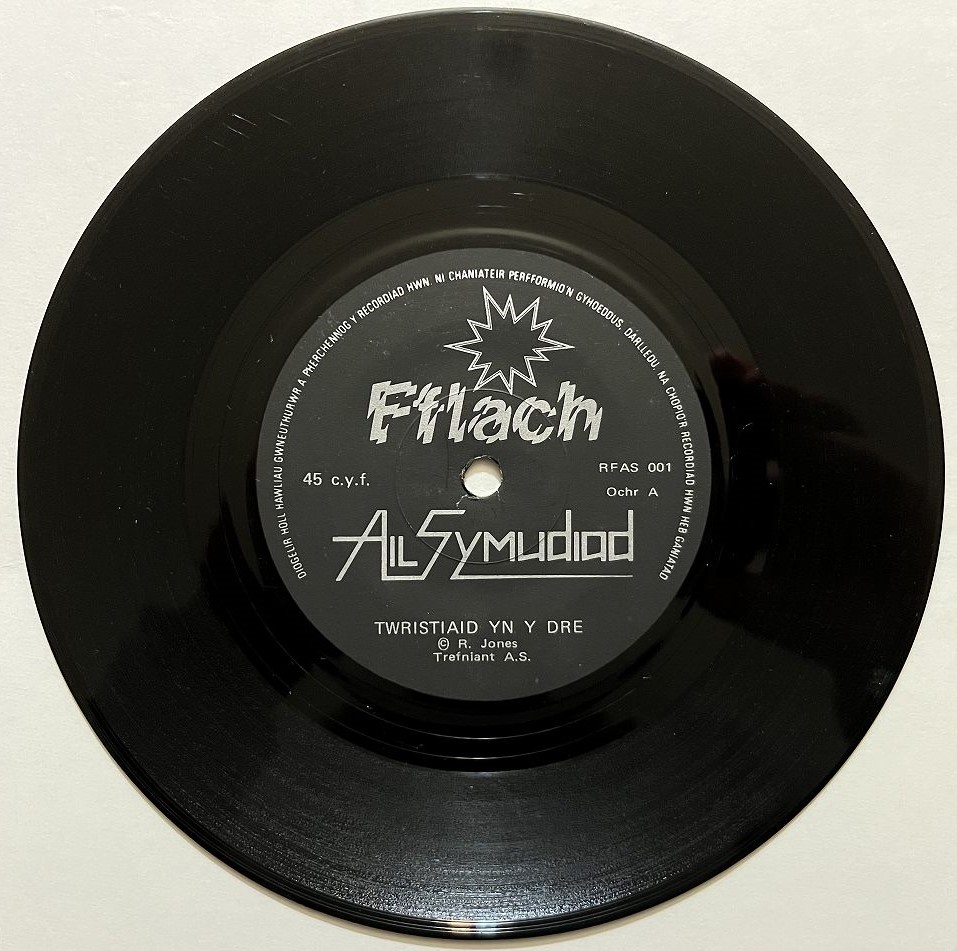 DIOGELIR HOLL HAWLIAU GWNEUTHURWR A PHERCHENNOG Y RECORDIAD HWN. NI CHANIATEIR PERFFORMIO'N GYHOEDDUS, DARLLEDU, NA CHOPIO'R RECORDIAD HWN HEB GANIATAD
Fflach
45 c.y.f.
RFAS 001
Ochr A
Ail Symudiad
TWRISTIAID YN Y DRE
© R. Jones
Trefniant A.S.